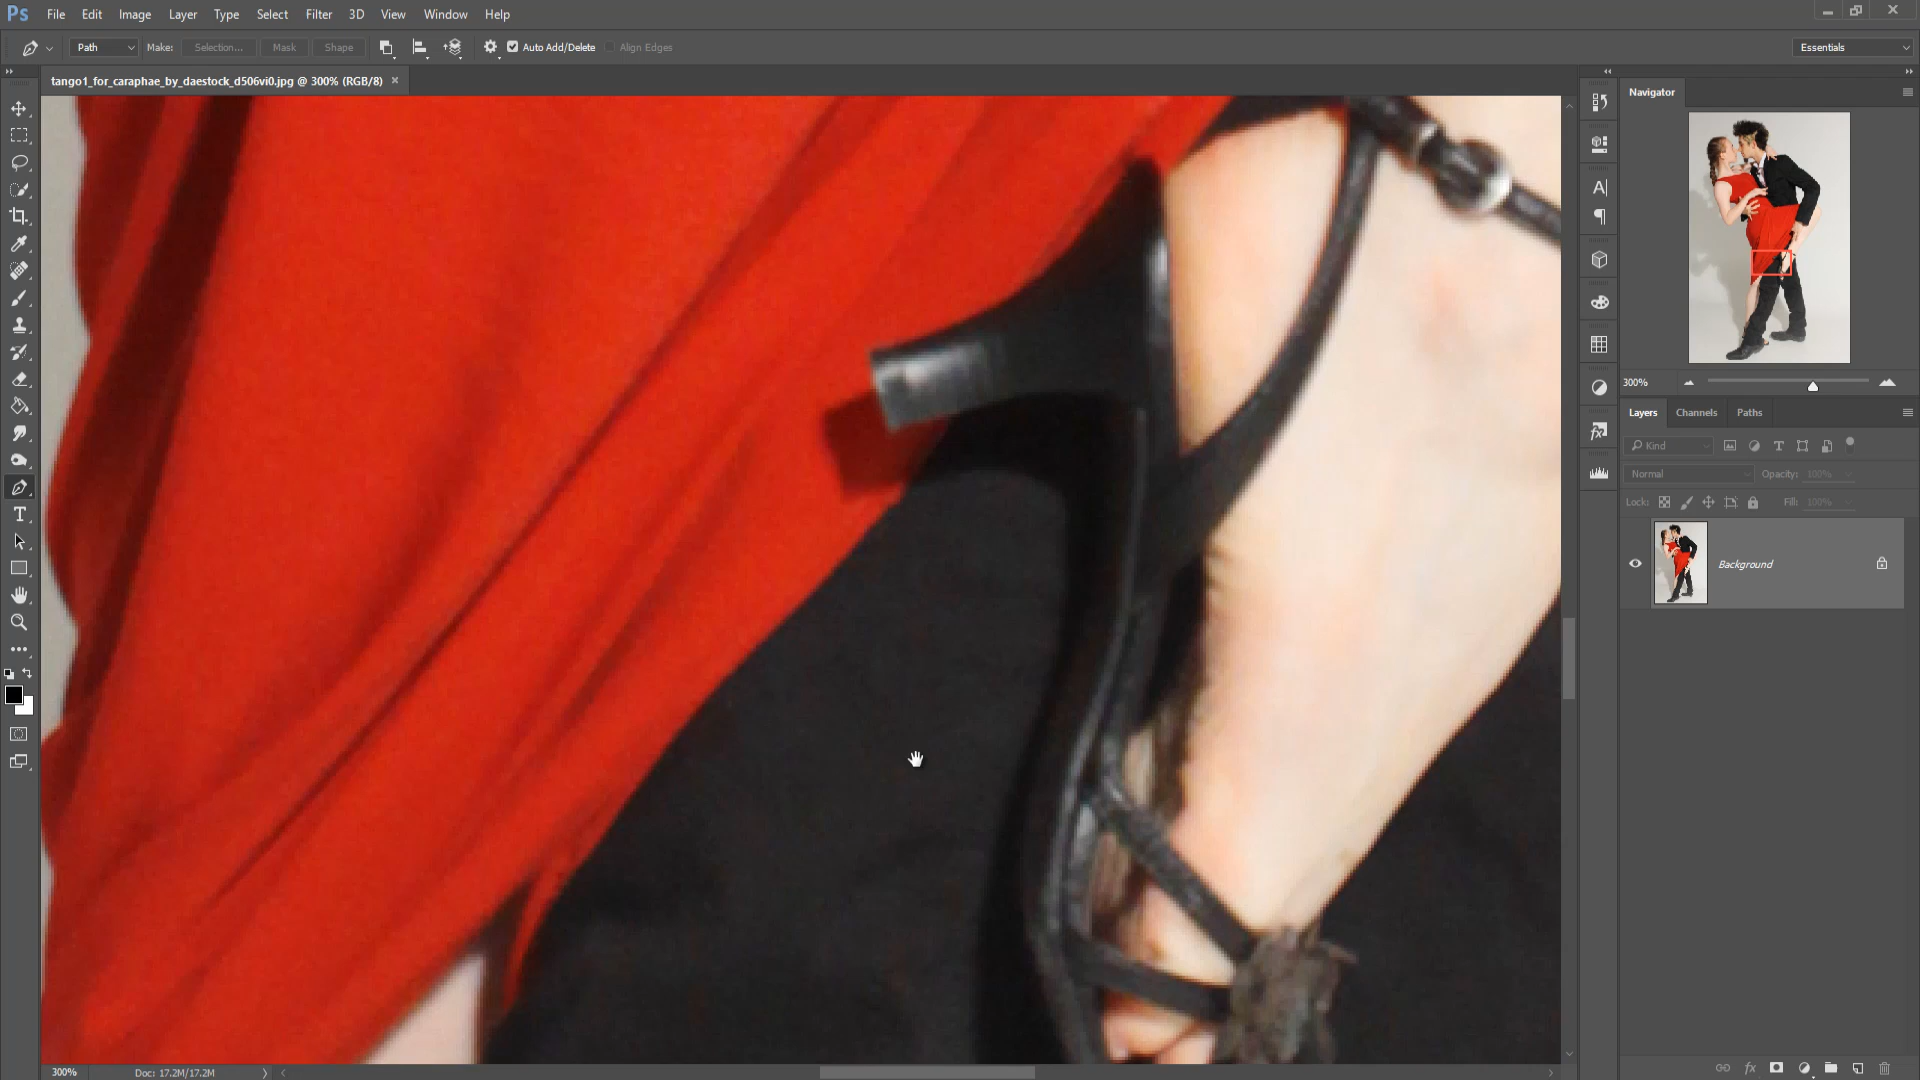 Ps File Edit Image Layer Type Select Filter 3D View Window Help
Path Make: Selection... Mask Shape Auto Add/Delete Align Edges Essentials
tango1_for_caraphae_by_daestock_d506vi0.jpg @ 300% (RGB/8) ×
Navigator
300%
Layers Channels Paths
Kind
Normal Opacity: 100%
Lock: Fill: 100%
Background
300% Doc: 17.2M/17.2M